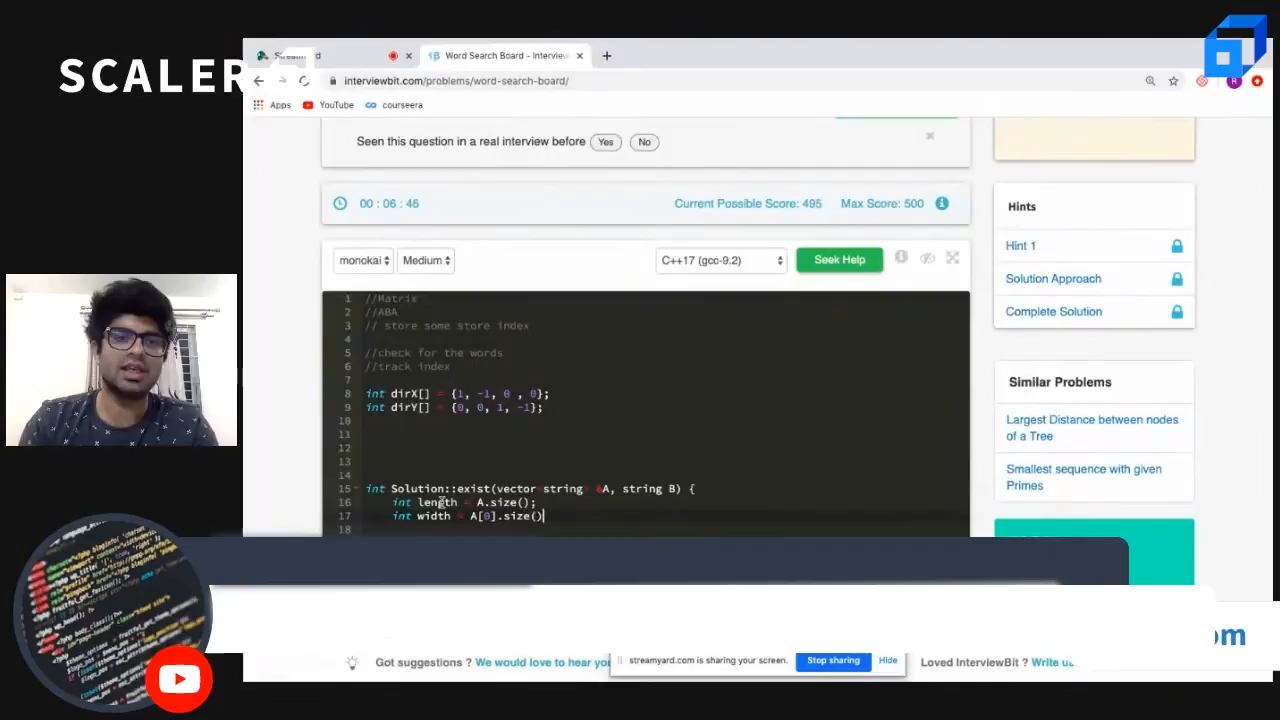 SCALER
Word Search Board - Interview
interviewbit.com/problems/word-search-board/
R
Apps
YouTube
courseera
Seen this question in a real interview before
Yes
No
00 : 06 : 46
Current Possible Score: 495
Max Score: 500
monokai
Medium
C++17 (gcc-9.2)
Seek Help
1 //Matrix
2 //ABA
3 // store some store index
4
5 //check for the words
6 //track index
7
8 int dirX[] = {1, -1, 0 , 0};
9 int dirY[] = {0, 0, 1, -1};
10
11
12
13
14
15 int Solution::exist(vector<string> &A, string B) {
16 int length = A.size();
17 int width = A[0].size()
18
Hints
Hint 1
Solution Approach
Complete Solution
Similar Problems
Largest Distance between nodes
of a Tree
Smallest sequence with given
Primes
om
Got suggestions ? We would love to hear you
streamyard.com is sharing your screen.
Stop sharing
Hide
Loved InterviewBit ? Write us